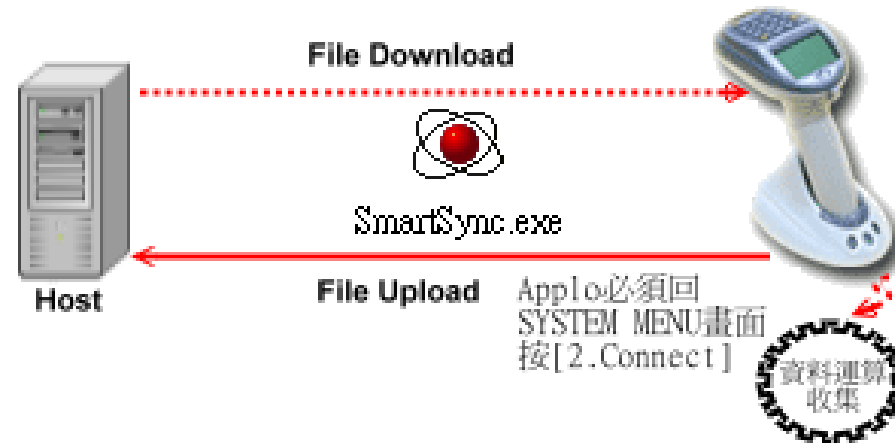 File Download
SmartSync.exe
Host
File Upload
Applo必須回
SYSTEM MENU畫面
按[2.Connect]
資料運算
收集